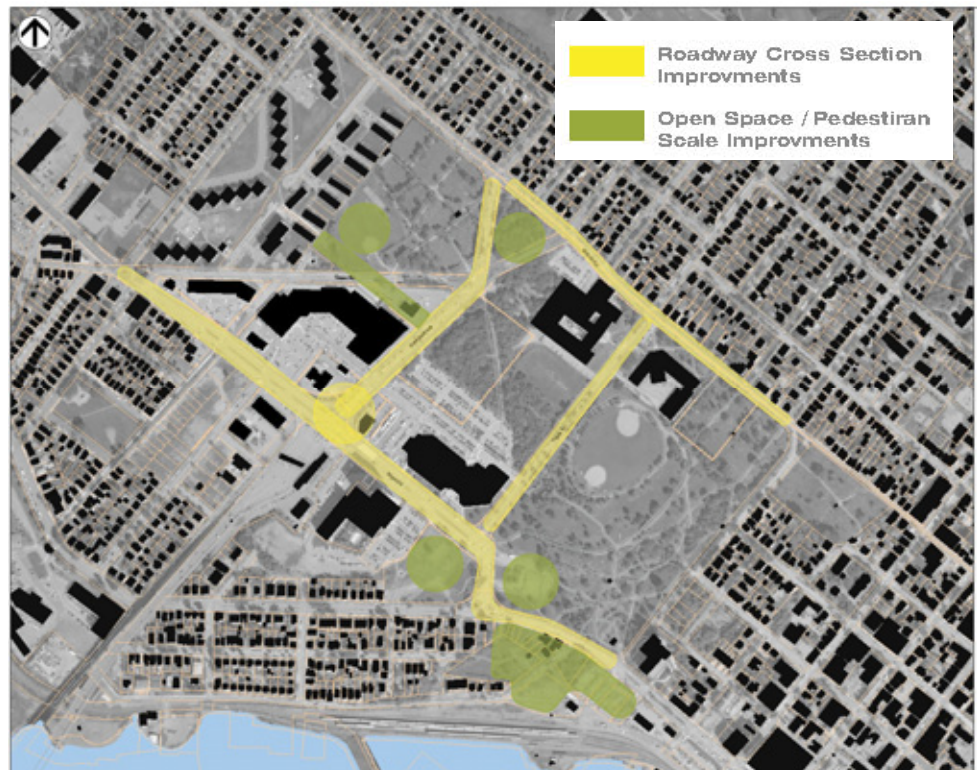 Roadway Cross Section
Improvments
Open Space / Pedestiran
Scale Improvments